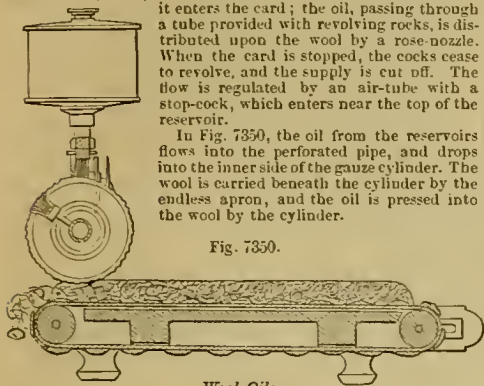 it enters the card; the oil, passing through
a tube provided with revolving rocks, is dis-
tributed upon the wool by a rose-nozzle.
When the card is stopped, the cocks cease
to revolve, and the supply is cut off. The
flow is regulated by an air-tube with a
stop-cock, which enters near the top of the
reservoir.
In Fig. 7350, the oil from the reservoirs
flows into the perforated pipe, and drops
into the inner side of the gauze cylinder. The
wool is carried beneath the cylinder by the
endless apron, and the oil is pressed into
the wool by the cylinder.
Fig. 7350.